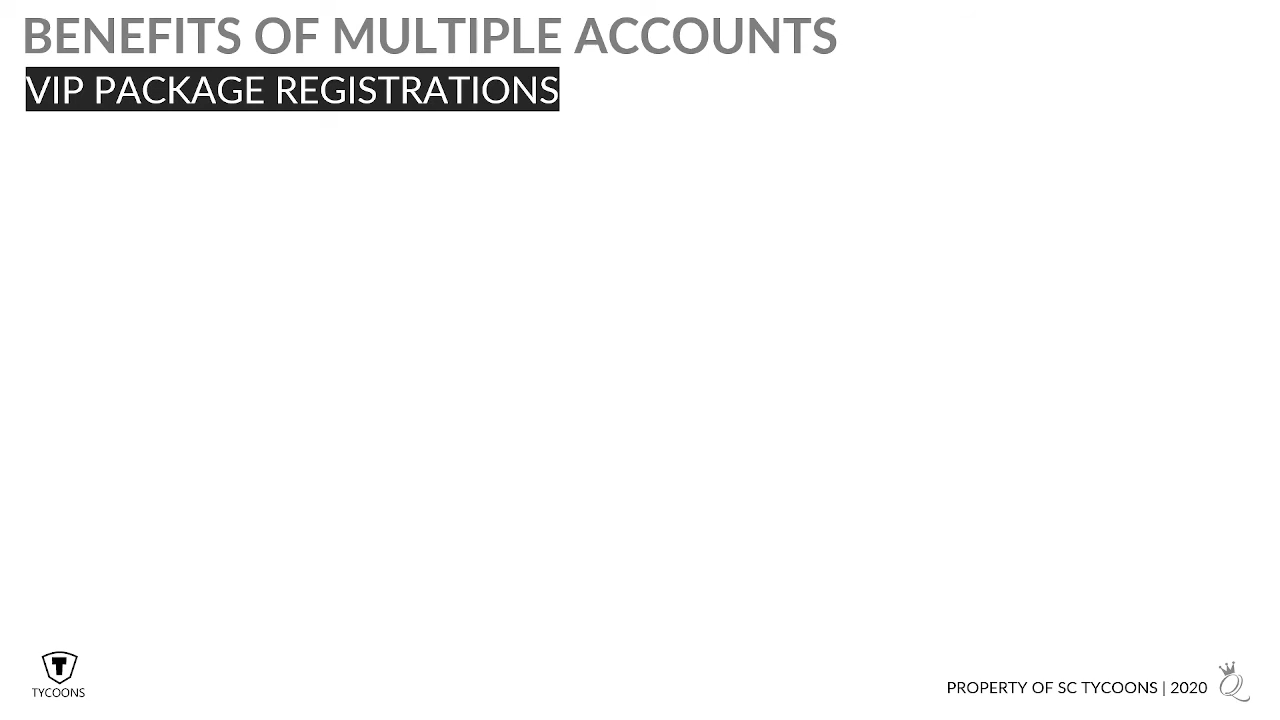 BENEFITS OF MULTIPLE ACCOUNTS
VIP PACKAGE REGISTRATIONS
T
TYCOONS
PROPERTY OF SC TYCOONS | 2020
Q